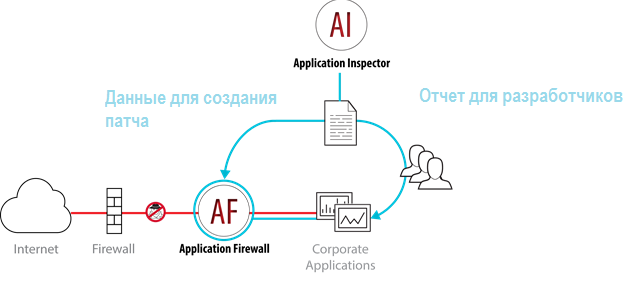 AI
Application Inspector
Данные для создания
патча
Отчет для разработчиков
AF
Internet
Firewall
Application Firewall
Corporate
Applications